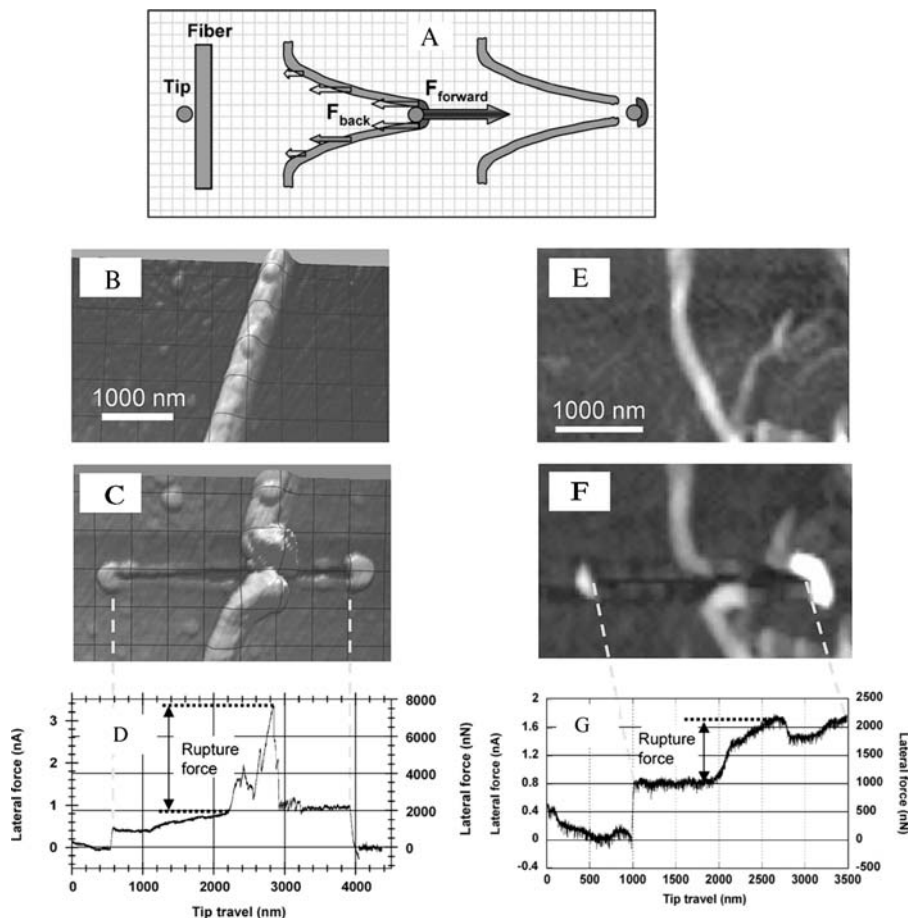 A
Fiber
Tip
F forward
F back
B
1000 nm
E
1000 nm
C
F
D
Rupture
force
Lateral force (nA)
3
2
1
0
8000
6000
4000
2000
0
Lateral force (nN)
0 1000 2000 3000 4000
Tip travel (nm)
G
Rupture
force
Lateral force (nA)
2
1.6
1.2
0.8
0.4
0
-0.4
2500
2000
1500
1000
500
0
-500
Lateral force (nN)
0 500 1000 1500 2000 2500 3000 3500
Tip travel (nm)